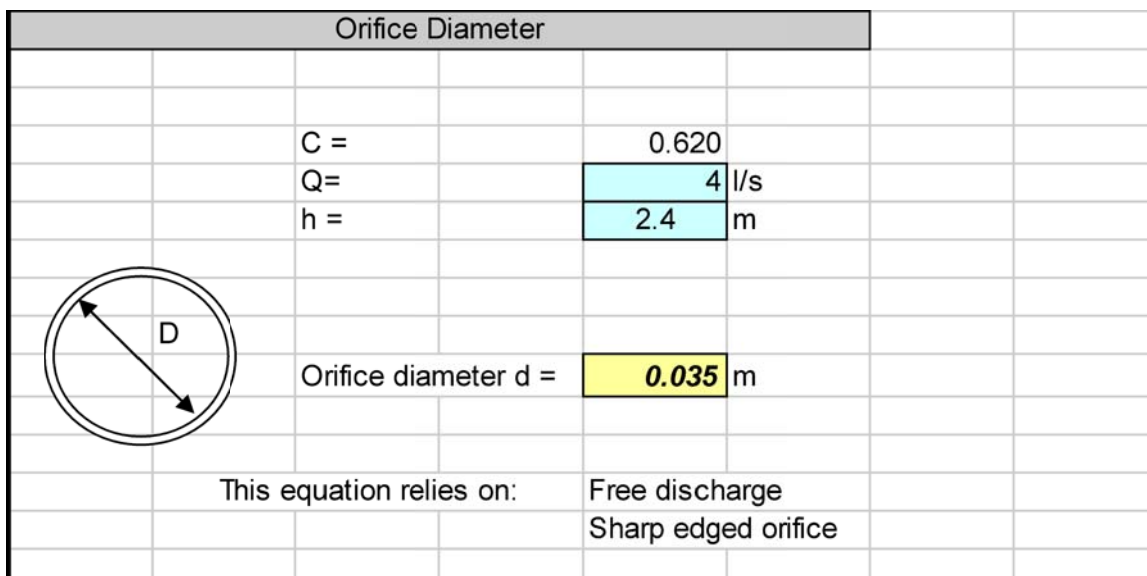 Orifice Diameter
C = 0.620
Q= 4 l/s
h = 2.4 m
D
Orifice diameter d = 0.035 m
This equation relies on: Free discharge
Sharp edged orifice